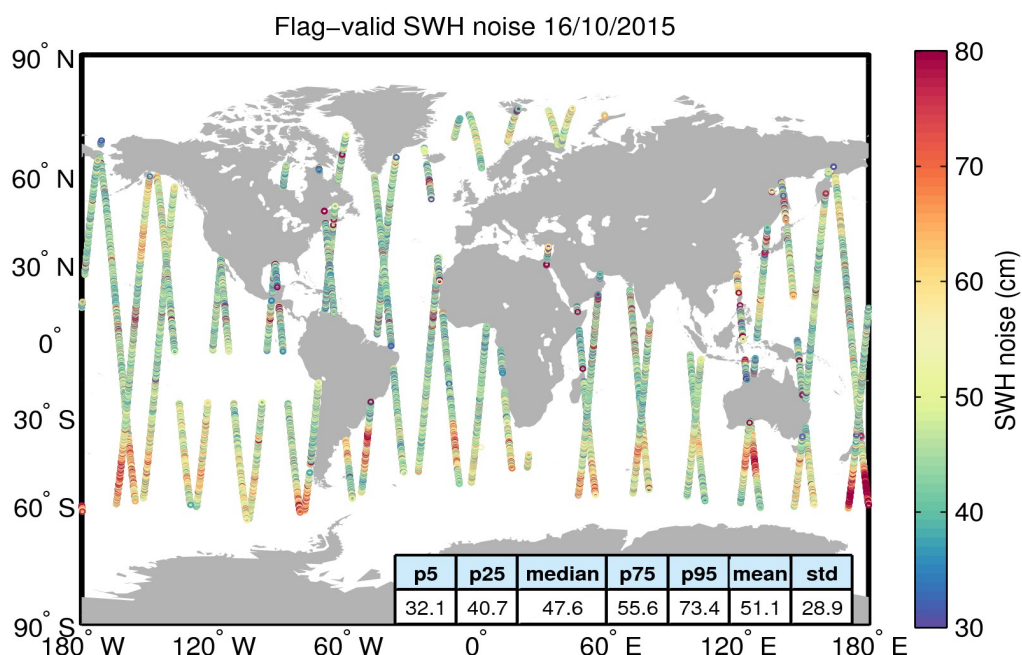 Flag−valid SWH noise 16/10/2015
90° N
60° N
30° N
0°
30° S
60° S
90° S
180° W
120° W
60° W
0°
60° E
120° E
180° E
80
70
60
50
40
30
SWH noise (cm)
p5 p25 median p75 p95 mean std
32.1 40.7 47.6 55.6 73.4 51.1 28.9